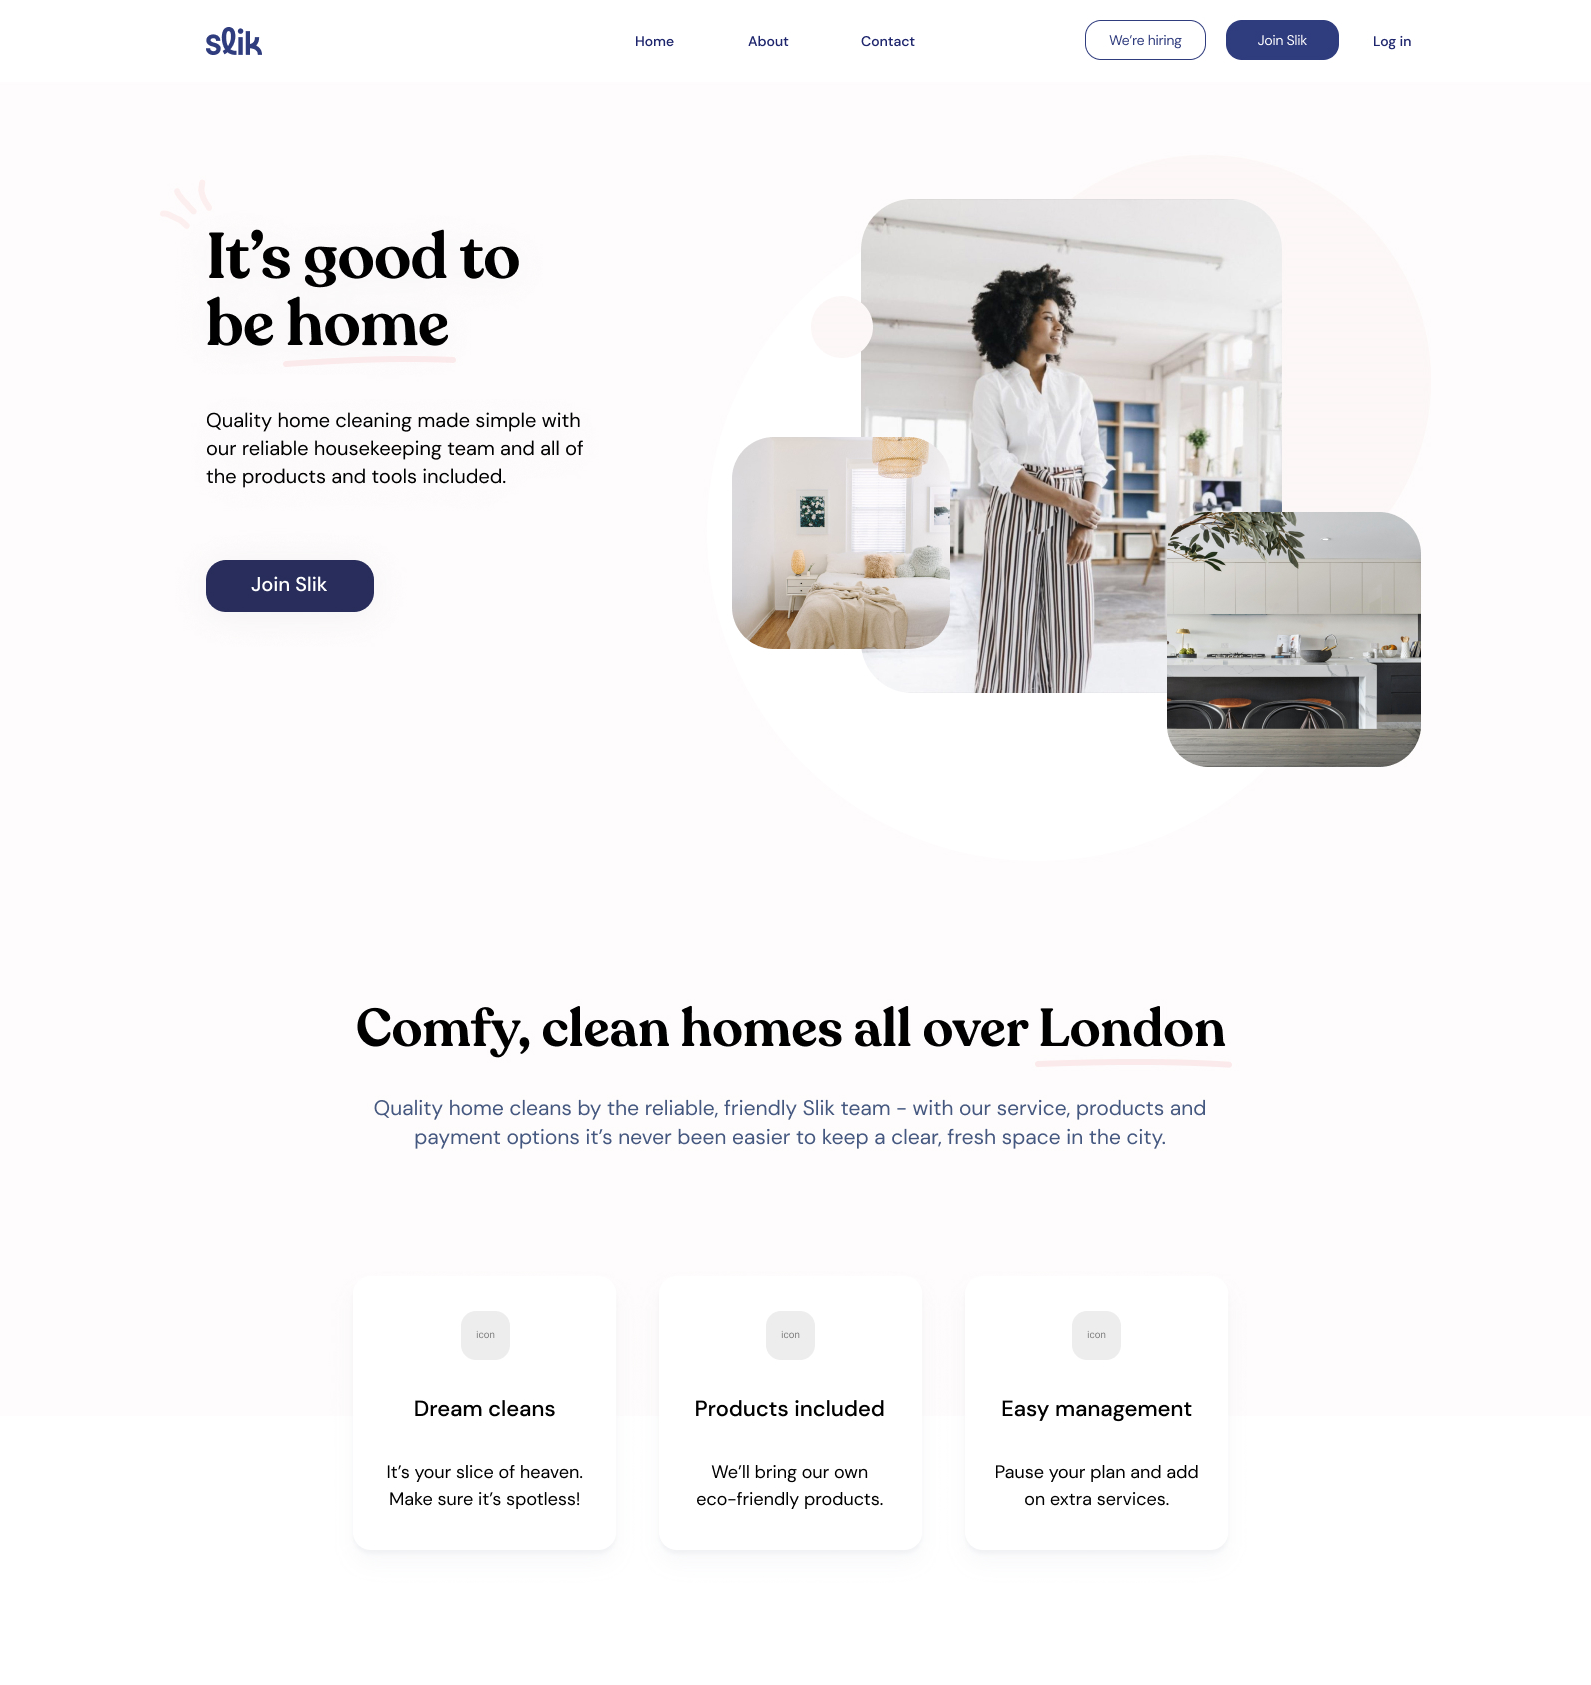 slik
Home
About
Contact
We’re hiring
Join Slik
Log in
It’s good to
be home
Quality home cleaning made simple with
our reliable housekeeping team and all of
the products and tools included.
Join Slik
Comfy, clean homes all over London
Quality home cleans by the reliable, friendly Slik team - with our service, products and
payment options it’s never been easier to keep a clear, fresh space in the city.
icon
Dream cleans
It’s your slice of heaven.
Make sure it’s spotless!
icon
Products included
We’ll bring our own
eco-friendly products.
icon
Easy management
Pause your plan and add
on extra services.